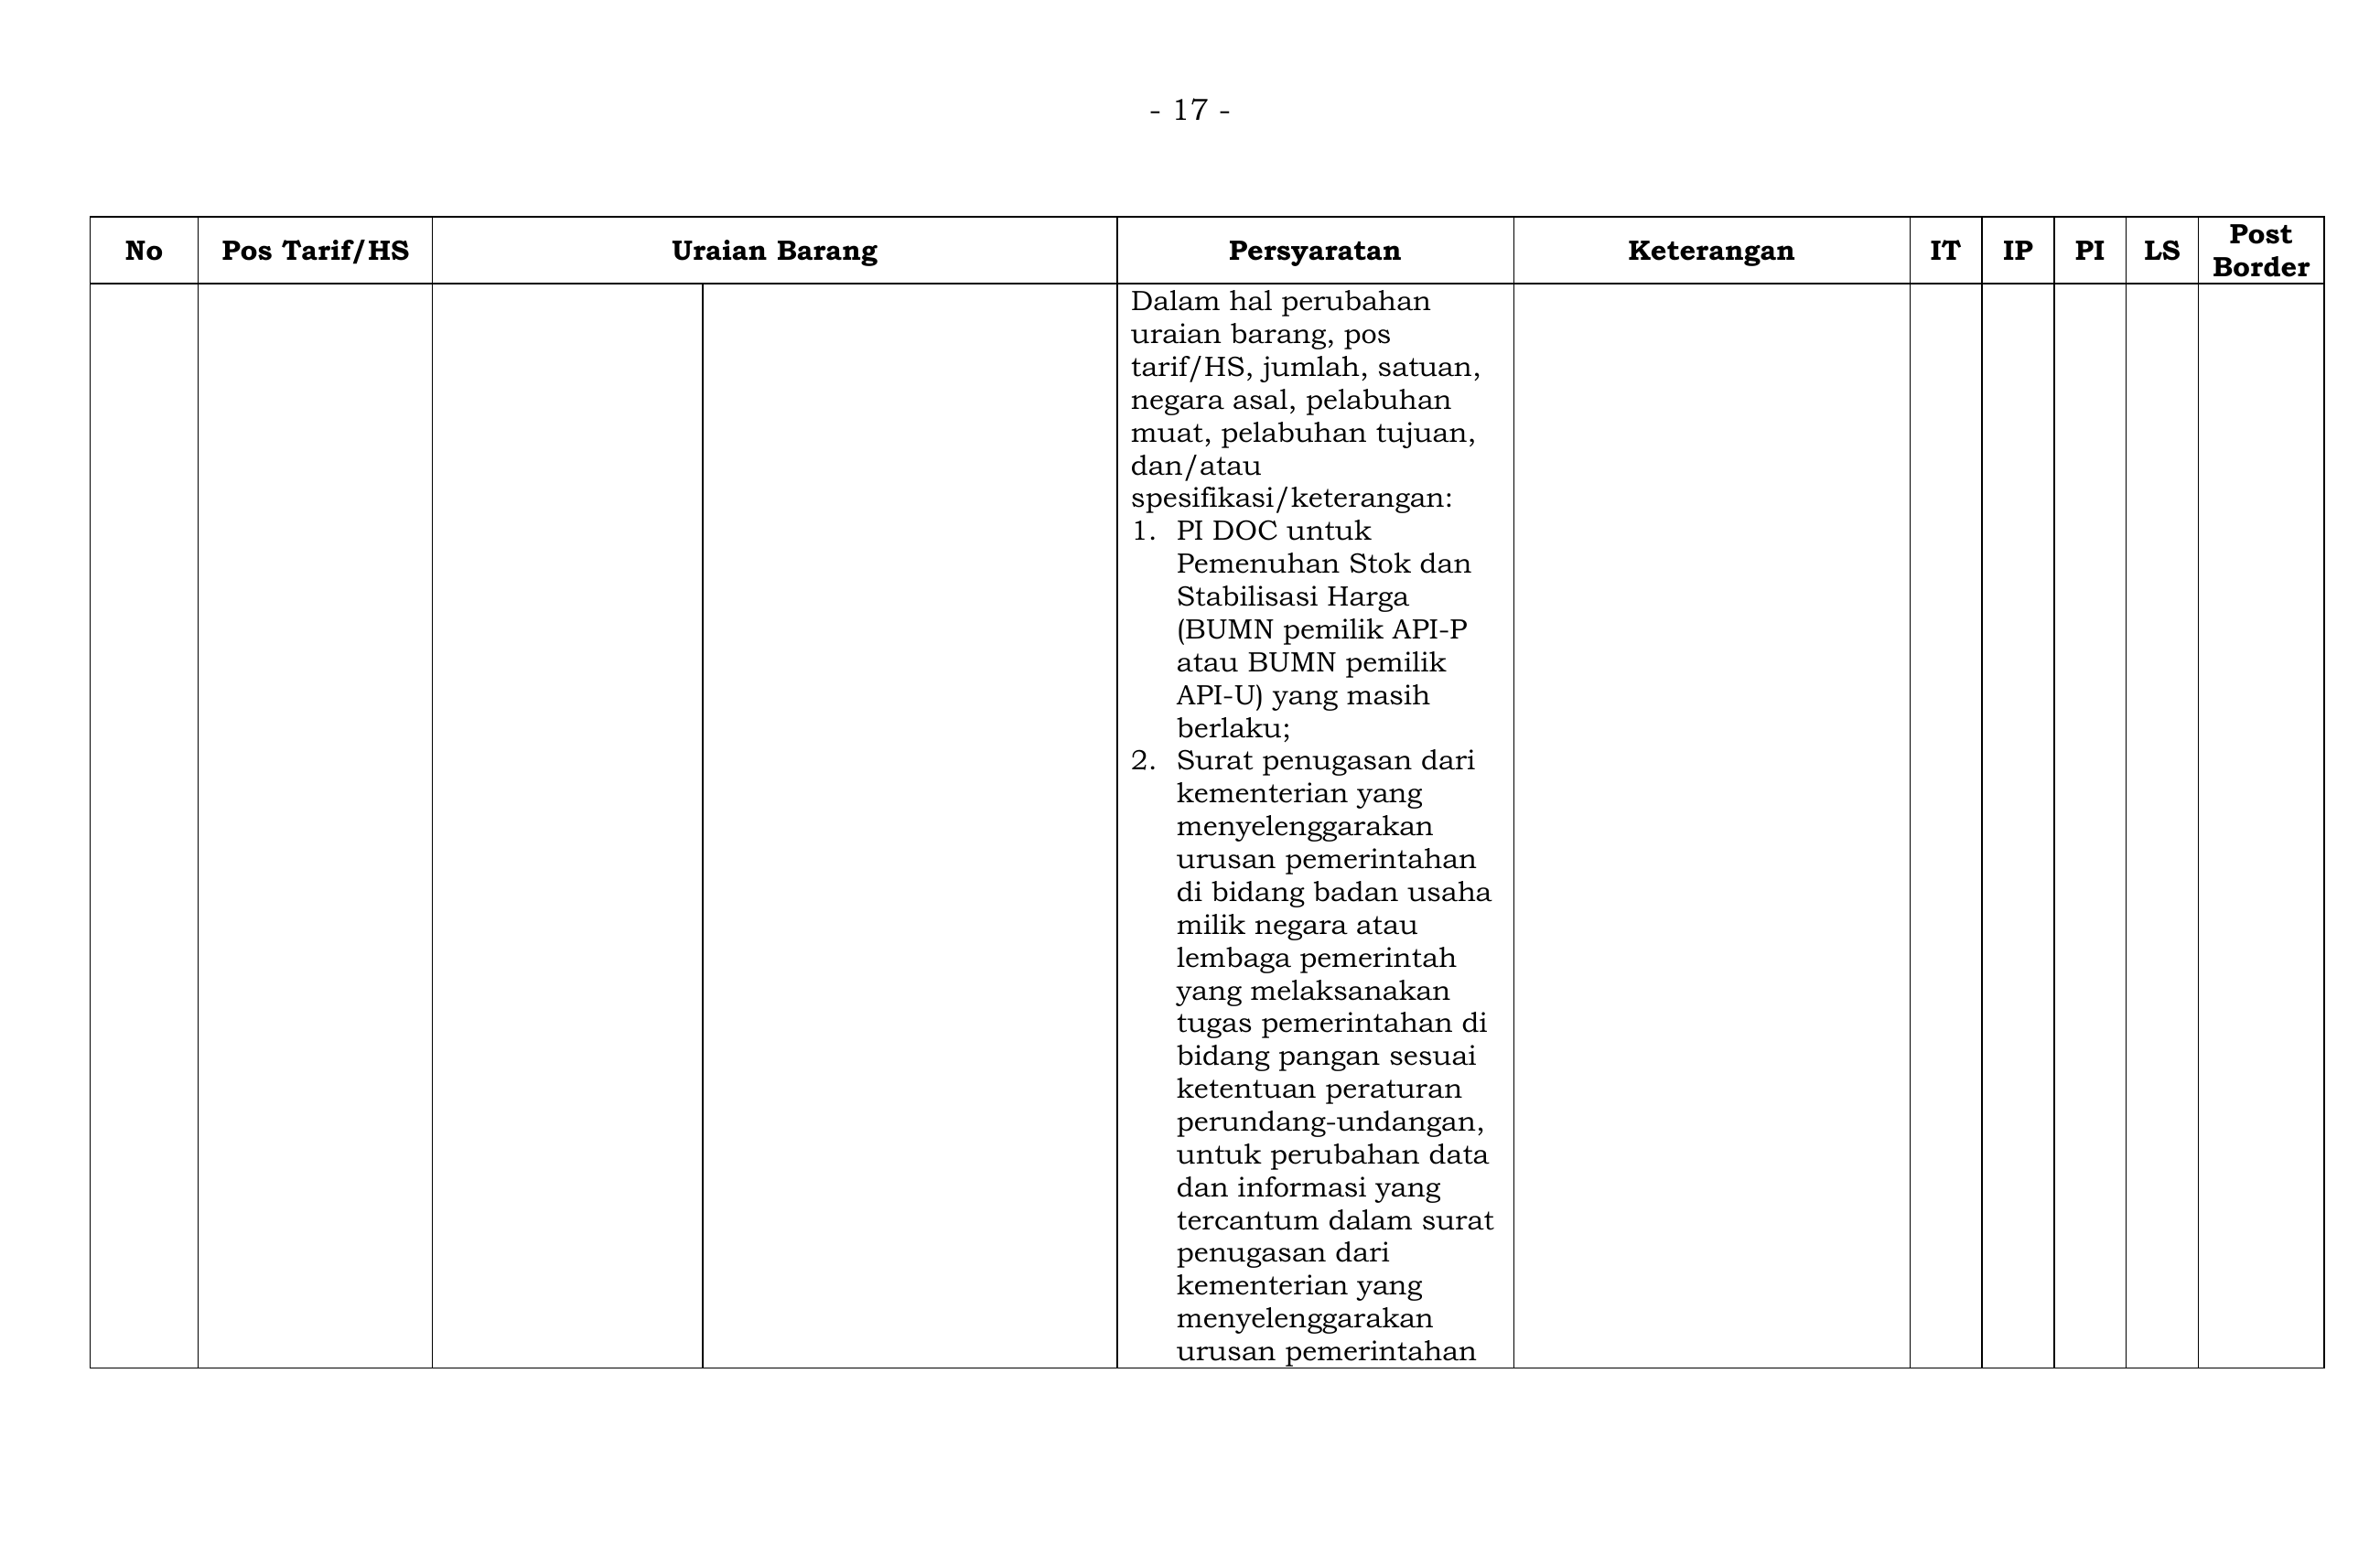 - 17 -
No
Pos Tarif/HS
Uraian Barang
Persyaratan
Keterangan
IT
IP
PI
LS
Post
Border
Dalam hal perubahan
uraian barang, pos
tarif/HS, jumlah, satuan,
negara asal, pelabuhan
muat, pelabuhan tujuan,
dan/atau
spesifikasi/keterangan:
1. PI DOC untuk
Pemenuhan Stok dan
Stabilisasi Harga
(BUMN pemilik API-P
atau BUMN pemilik
API-U) yang masih
berlaku;
2. Surat penugasan dari
kementerian yang
menyelenggarakan
urusan pemerintahan
di bidang badan usaha
milik negara atau
lembaga pemerintah
yang melaksanakan
tugas pemerintahan di
bidang pangan sesuai
ketentuan peraturan
perundang-undangan,
untuk perubahan data
dan informasi yang
tercantum dalam surat
penugasan dari
kementerian yang
menyelenggarakan
urusan pemerintahan